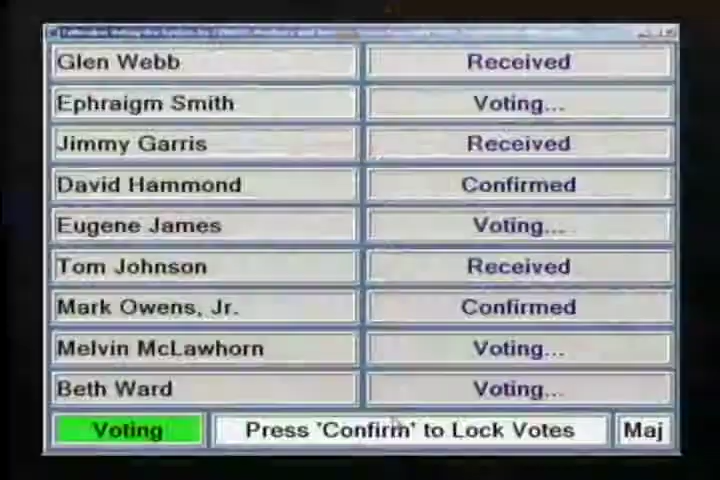 Glen Webb Received
Ephraigm Smith Voting...
Jimmy Garris Received
David Hammond Confirmed
Eugene James Voting...
Tom Johnson Received
Mark Owens, Jr. Confirmed
Melvin McLawhorn Voting...
Beth Ward Voting...
Voting Press 'Confirm' to Lock Votes Maj